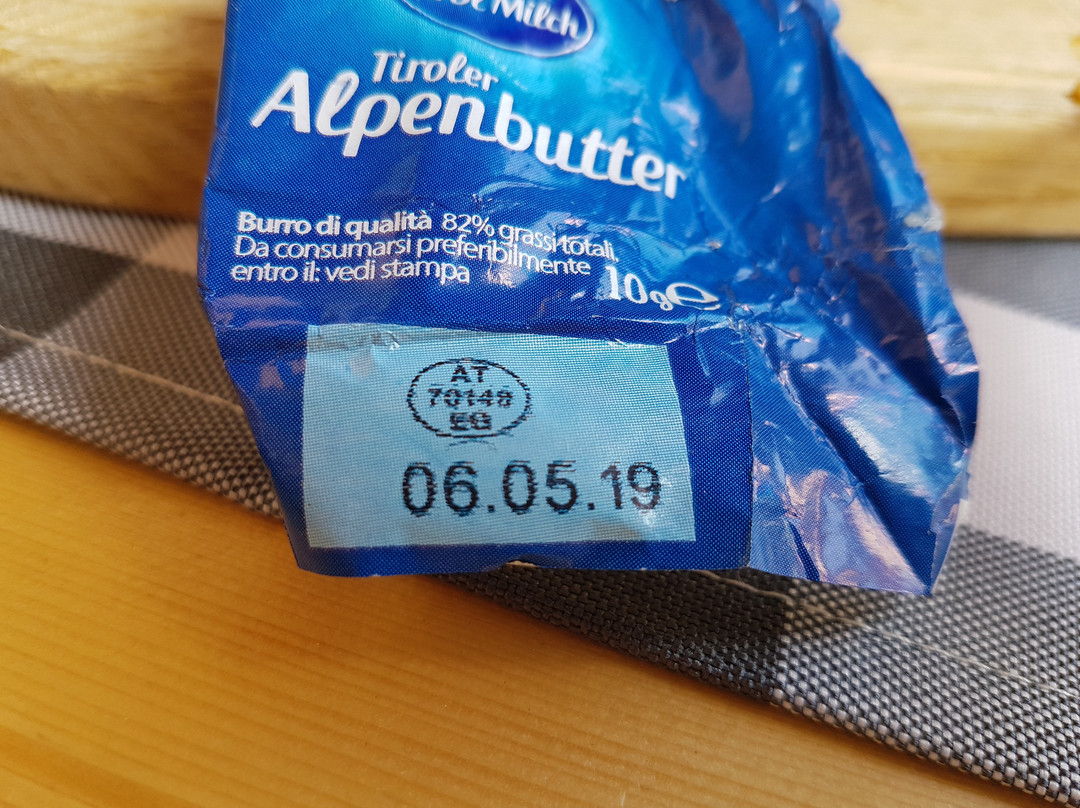 Milch
Tiroler
Alpenbutter
Burro di qualità 82% grassi totali,
Da consumarsi preferibilmente
entro il: vedi stampa
10g e
AT
70148
EG
06.05.19